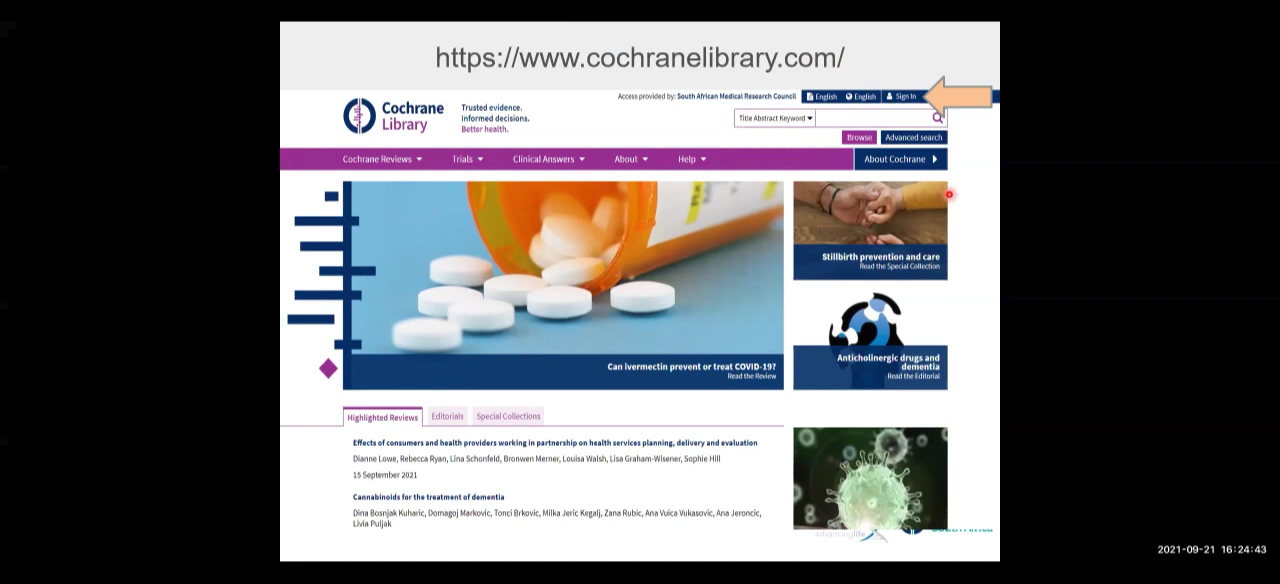 https://www.cochranelibrary.com/
Access provided by: South African Medical Research Council
English
English
Sign In
Cochrane
Library
Trusted evidence.
Informed decisions.
Better health.
Title Abstract Keyword
Browse
Advanced search
Cochrane Reviews
Trials
Clinical Answers
About
Help
About Cochrane
Stillbirth prevention and care
Read the Special Collection
Can ivermectin prevent or treat COVID-19?
Read the Review
Anticholinergic drugs and
dementia
Read the Editorial
Highlighted Reviews
Editorials
Special Collections
Effects of consumers and health providers working in partnership on health services planning, delivery and evaluation
Dianne Lowe, Rebecca Ryan, Lina Schonfeld, Bronwen Merner, Louisa Walsh, Lisa Graham-Wisener, Sophie Hill
15 September 2021
Cannabinoids for the treatment of dementia
Dina Bosnjak Kuharic, Domagoj Markovic, Tonci Brkovic, Milka Jeric Kegalj, Zana Rubic, Ana Vuica Vukasovic, Ana Jeroncic,
Livia Puljak
advancinglife
2021-09-21 16:24:43